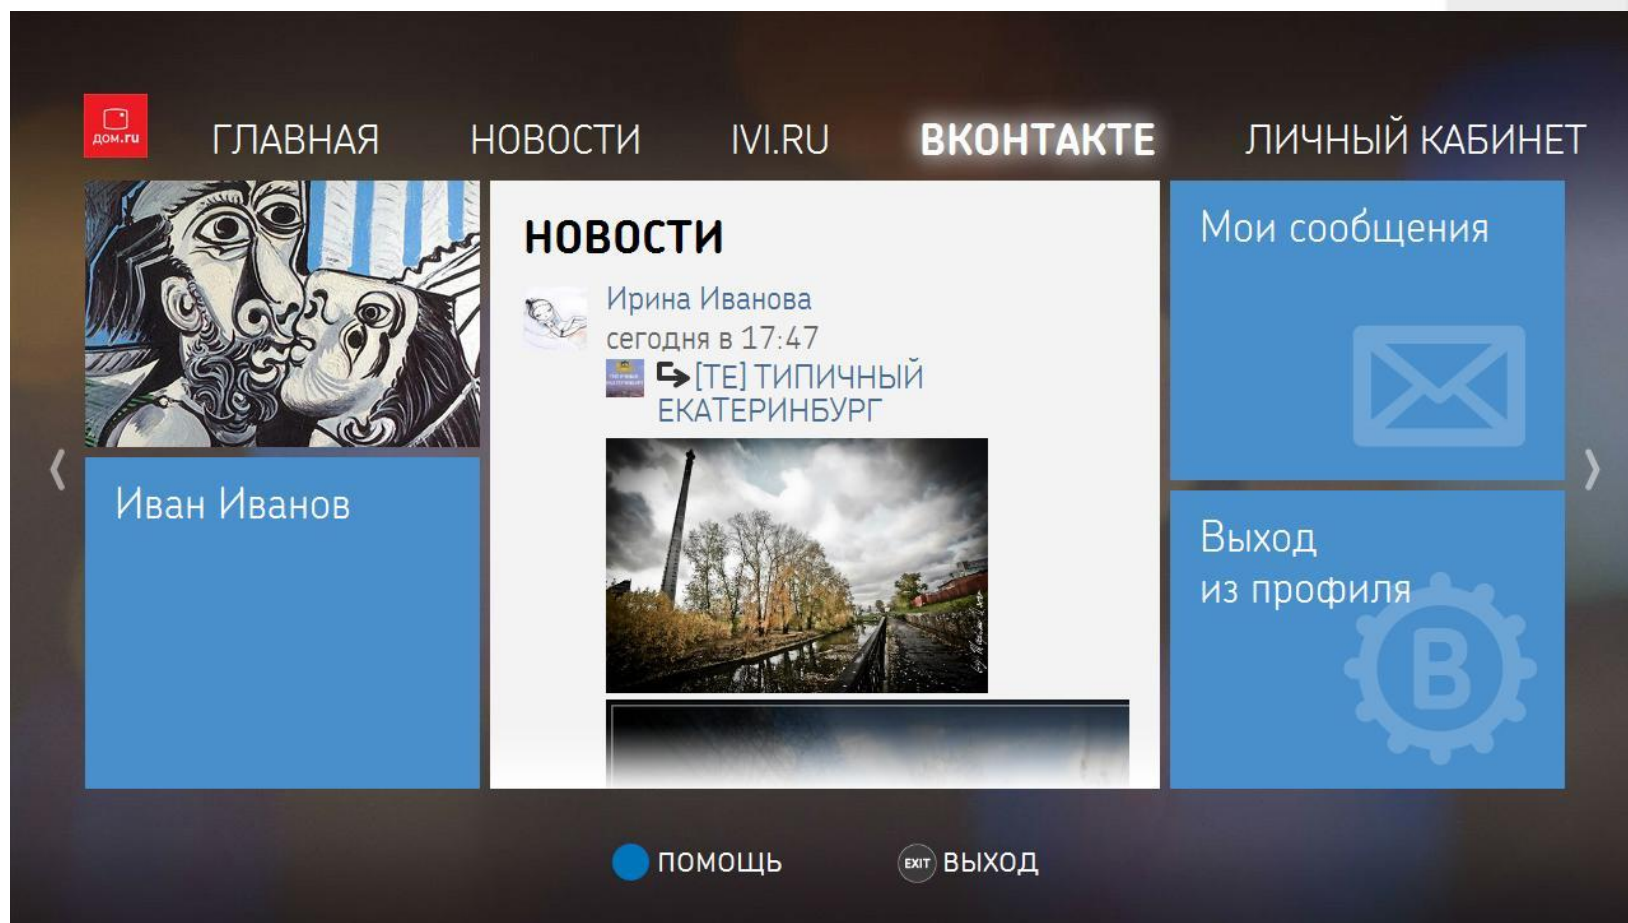 дом.ru
ГЛАВНАЯ
НОВОСТИ
IVI.RU
ВКОНТАКТЕ
ЛИЧНЫЙ КАБИНЕТ
Иван Иванов
НОВОСТИ
Ирина Иванова
сегодня в 17:47
[ТЕ] ТИПИЧНЫЙ
ЕКАТЕРИНБУРГ
Мои сообщения
Выход
из профиля
В
ПОМОЩЬ
EXIT ВЫХОД